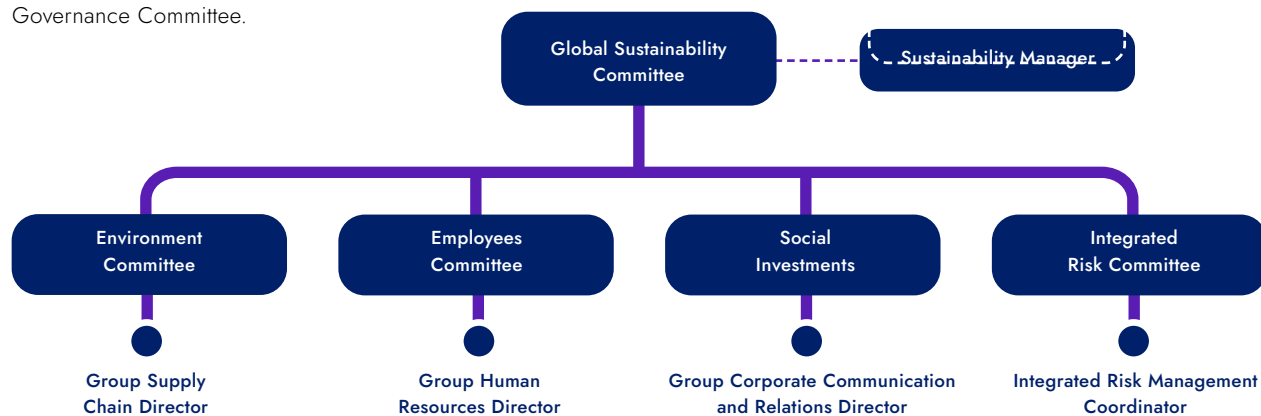 Governance Committee.
Global Sustainability
Committee
Sustainability Manager
Environment
Committee
Employees
Committee
Social
Investments
Integrated
Risk Committee
Group Supply
Chain Director
Group Human
Resources Director
Group Corporate Communication
and Relations Director
Integrated Risk Management
Coordinator